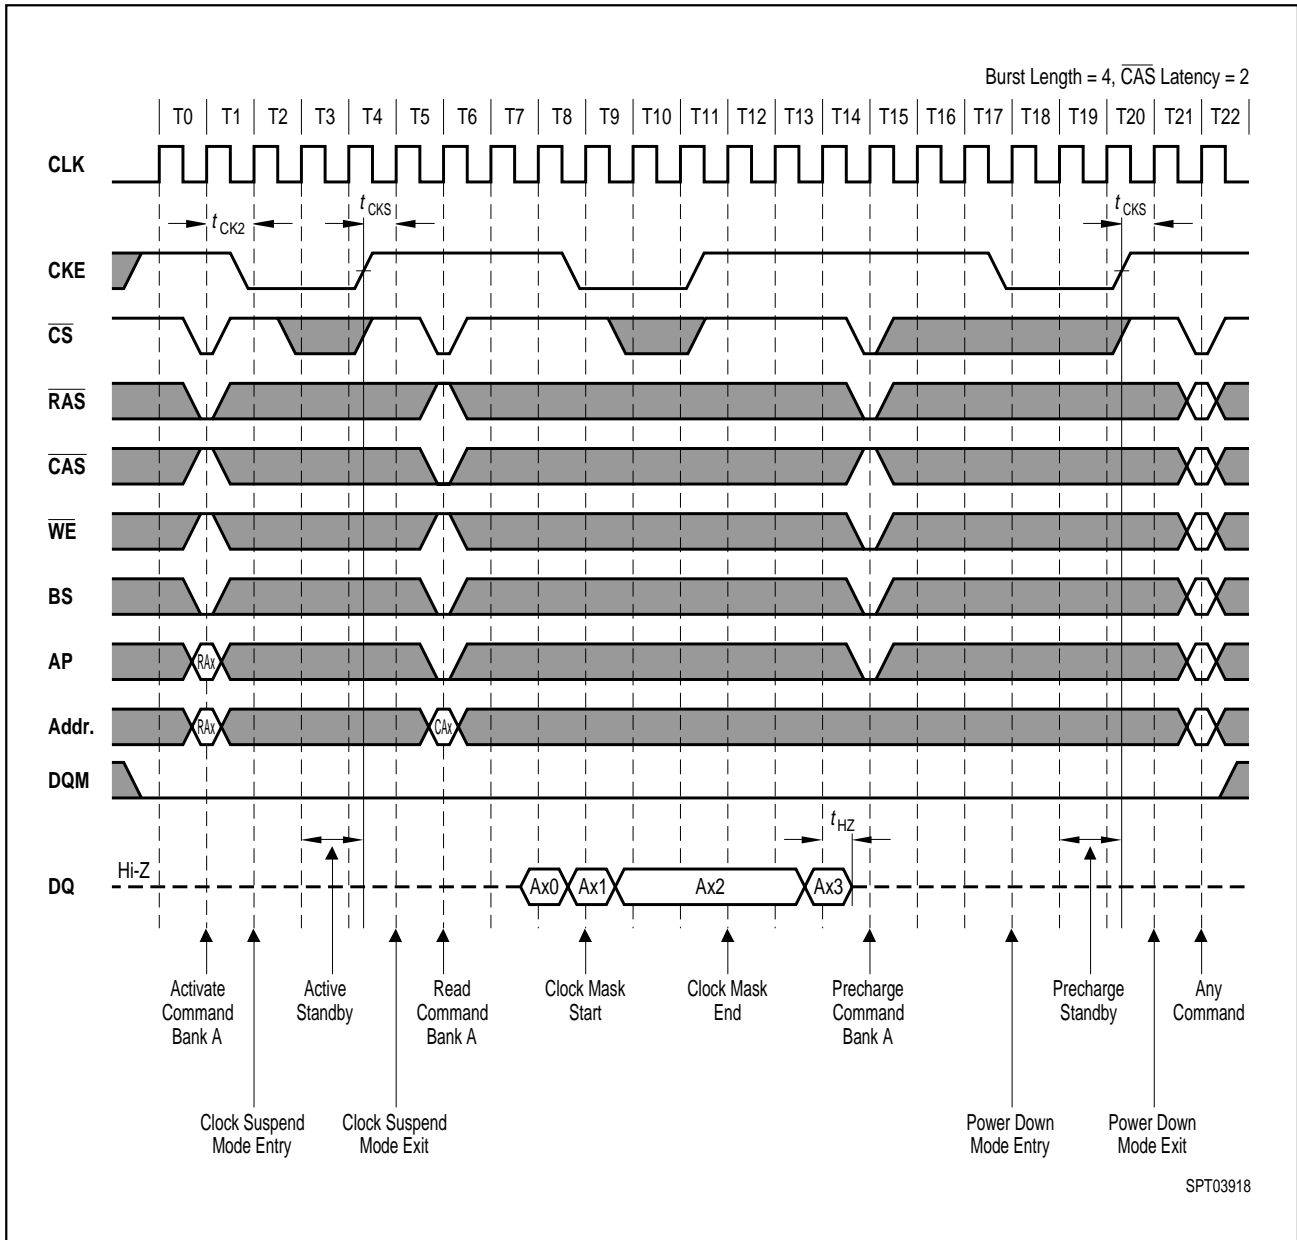 Burst Length = 4, CAS Latency = 2
T0 T1 T2 T3 T4 T5 T6 T7 T8 T9 T10 T11 T12 T13 T14 T15 T16 T17 T18 T19 T20 T21 T22
CLK
tCK2 tCKS tCKS
CKE
CS
RAS
CAS
WE
BS
AP RAx
Addr. RAx CAx
DQM
tHZ
Hi-Z
DQ Ax0 Ax1 Ax2 Ax3
Activate
Command
Bank A
Active
Standby
Read
Command
Bank A
Clock Mask
Start
Clock Mask
End
Precharge
Command
Bank A
Precharge
Standby
Any
Command
Clock Suspend
Mode Entry
Clock Suspend
Mode Exit
Power Down
Mode Entry
Power Down
Mode Exit
SPT03918